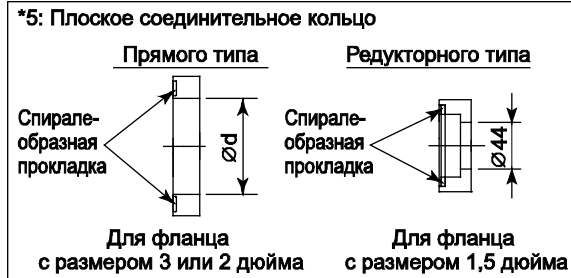 *5: Плоское соединительное кольцо
Прямого типа
Спирале-
образная
прокладка
Ød
Для фланца
с размером 3 или 2 дюйма
Редукторного типа
Спирале-
образная
прокладка
Ø44
Для фланца
с размером 1,5 дюйма